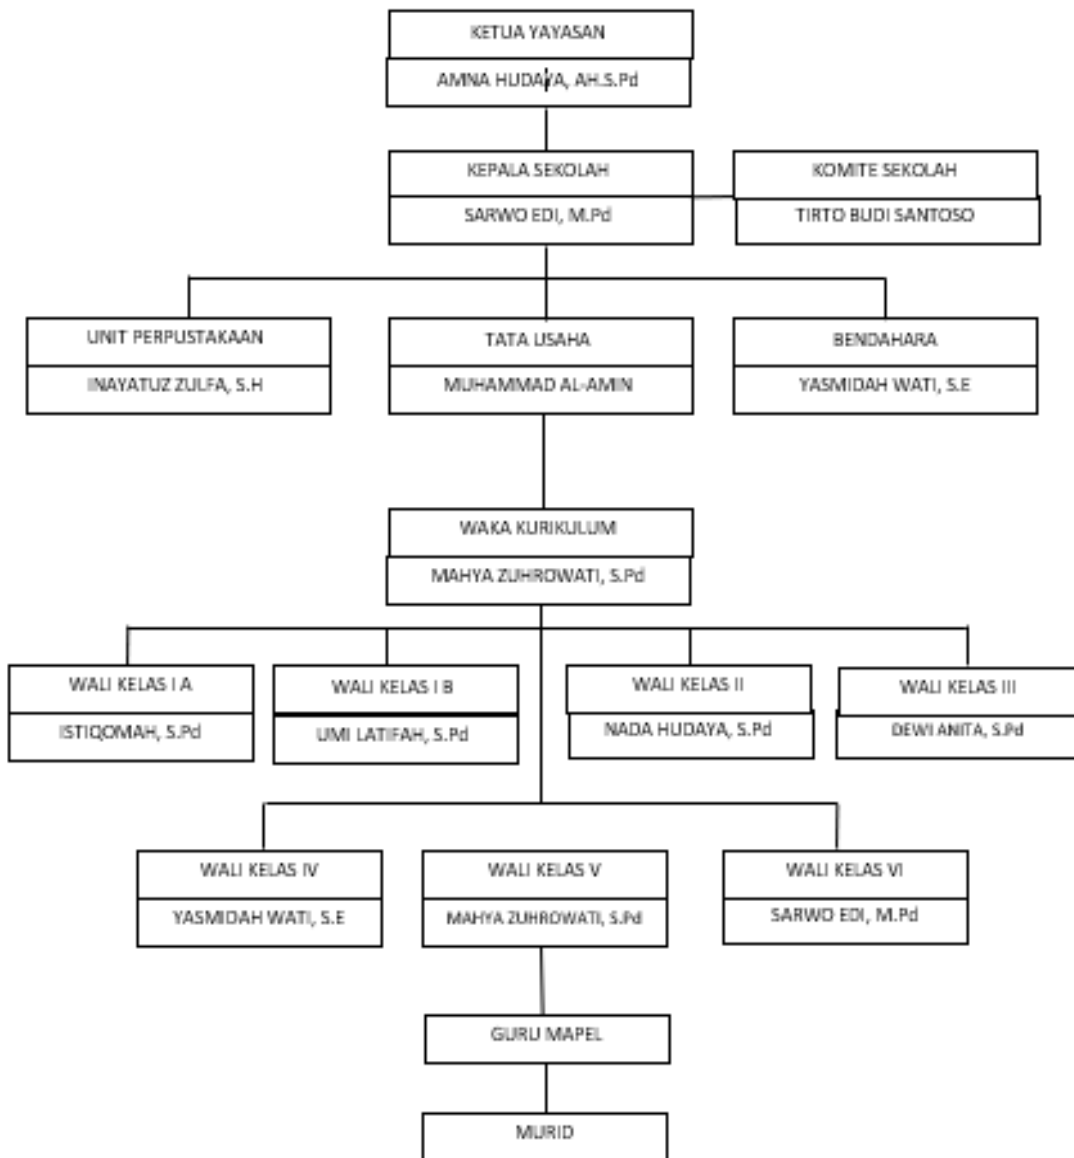 KETUA YAYASAN
AMNA HUDAYA, AH.S.Pd
KEPALA SEKOLAH
SARWO EDI, M.Pd
KOMITE SEKOLAH
TIRTO BUDI SANTOSO
UNIT PERPUSTAKAAN
INAYATUZ ZULFA, S.H
TATA USAHA
MUHAMMAD AL-AMIN
BENDAHARA
YASMIDAH WATI, S.E
WAKA KURIKULUM
MAHYA ZUHROWATI, S.Pd
WALI KELAS I A
ISTIQOMAH, S.Pd
WALI KELAS I B
UMI LATIFAH, S.Pd
WALI KELAS II
NADA HUDAYA, S.Pd
WALI KELAS III
DEWI ANITA, S.Pd
WALI KELAS IV
YASMIDAH WATI, S.E
WALI KELAS V
MAHYA ZUHROWATI, S.Pd
WALI KELAS VI
SARWO EDI, M.Pd
GURU MAPEL
MURID